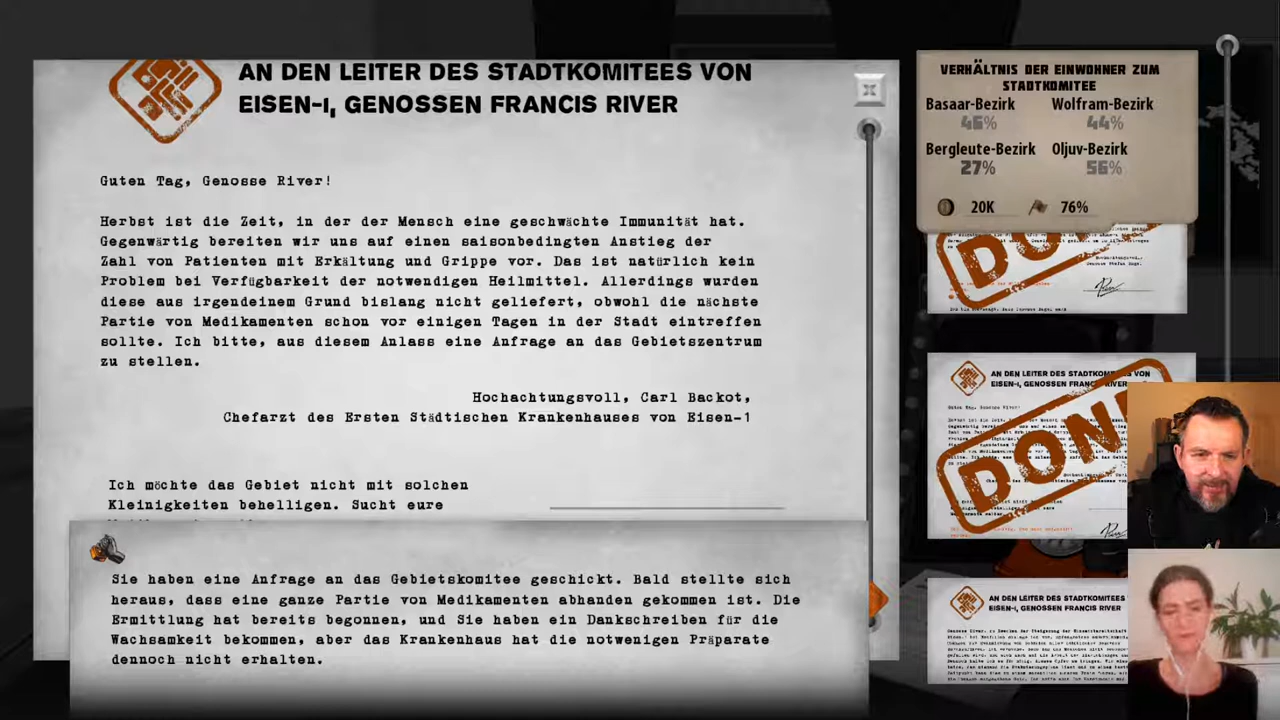 AN DEN LEITER DES STADTKOMITEES VON
EISEN-1, GENOSSEN FRANCIS RIVER
Guten Tag, Genosse River!
Herbst ist die Zeit, in der der Mensch eine geschwächte Immunität hat.
Gegenwärtig bereiten wir uns auf einen saisonbedingten Anstieg der
Zahl von Patienten mit Erkältung und Grippe vor. Das ist natürlich kein
Problem bei Verfügbarkeit der notwendigen Heilmittel. Allerdings wurden
diese aus irgendeinem Grund bislang nicht geliefert, obwohl die nächste
Partie von Medikamenten schon vor einigen Tagen in der Stadt eintreffen
sollte. Ich bitte, aus diesem Anlass eine Anfrage an das Gebietszentrum
zu stellen.
Hochachtungsvoll, Carl Backot,
Chefarzt des Ersten Städtischen Krankenhauses von Eisen-1
Ich möchte das Gebiet nicht mit solchen
Kleinigkeiten behelligen. Sucht eure
Sie haben eine Anfrage an das Gebietskomitee geschickt. Bald stellte sich
heraus, dass eine ganze Partie von Medikamenten abhanden gekommen ist. Die
Ermittlung hat bereits begonnen, und Sie haben ein Dankschreiben für die
Wachsamkeit bekommen, aber das Krankenhaus hat die notwenigen Präparate
dennoch nicht erhalten.
VERHÄLTNIS DER EINWOHNER ZUM
STADTKOMITEE
Basaar-Bezirk Wolfram-Bezirk
46% 44%
Bergleute-Bezirk Oljuv-Bezirk
27% 56%
20K 76%
DO
AN DEN LEITER DES STADTKOMITEES VON
EISEN-1, GENOSSEN FRANCIS RIVER
Guten Tag, Genosse River!
DON
AN DEN LEITER DES STADTKOMITEES
EISEN-1, GENOSSEN FRANCIS RIVER